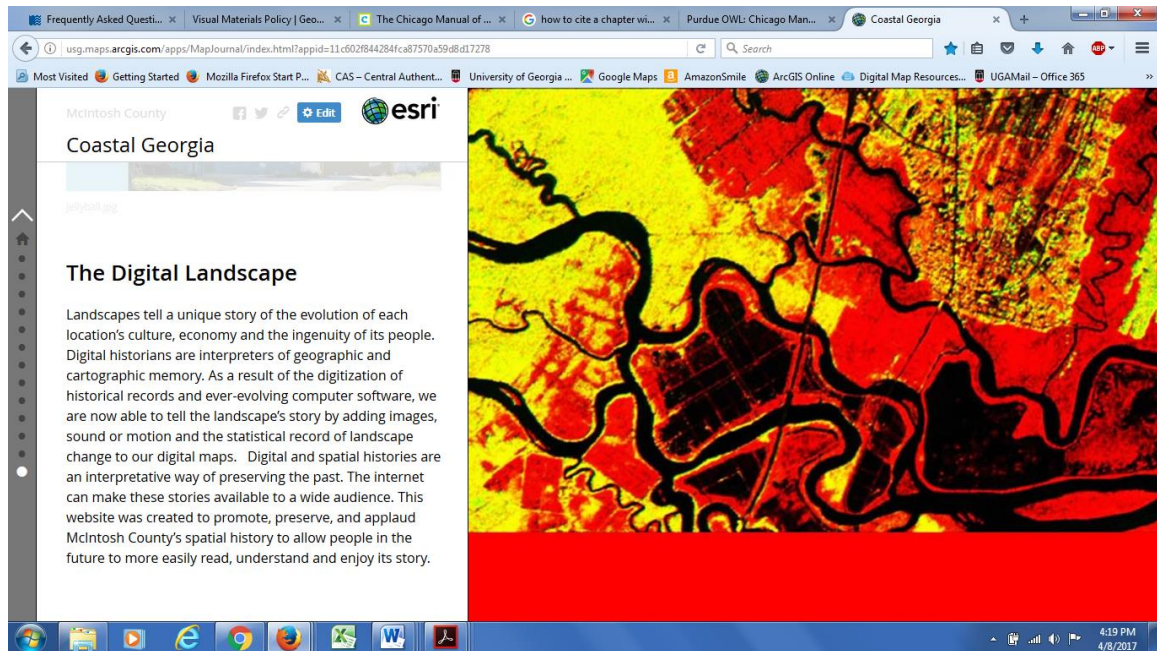 Frequently Asked Questi...
Visual Materials Policy | Geo...
The Chicago Manual of ...
how to cite a chapter wi...
Purdue OWL: Chicago Man...
Coastal Georgia
usg.maps.arcgis.com/apps/MapJournal/index.html?appid=11c602f844284fca87570a59d8d17278
Search
ABP
Most Visited
Getting Started
Mozilla Firefox Start P...
CAS – Central Authent...
University of Georgia ...
Google Maps
AmazonSmile
ArcGIS Online
Digital Map Resources...
UGAMail – Office 365
McIntosh County
Edit
esri
Coastal Georgia
jellyball.jpg
The Digital Landscape
Landscapes tell a unique story of the evolution of each
location's culture, economy and the ingenuity of its people.
Digital historians are interpreters of geographic and
cartographic memory. As a result of the digitization of
historical records and ever-evolving computer software, we
are now able to tell the landscape's story by adding images,
sound or motion and the statistical record of landscape
change to our digital maps.   Digital and spatial histories are
an interpretative way of preserving the past. The internet
can make these stories available to a wide audience. This
website was created to promote, preserve, and applaud
McIntosh County's spatial history to allow people in the
future to more easily read, understand and enjoy its story.
4:19 PM
4/8/2017